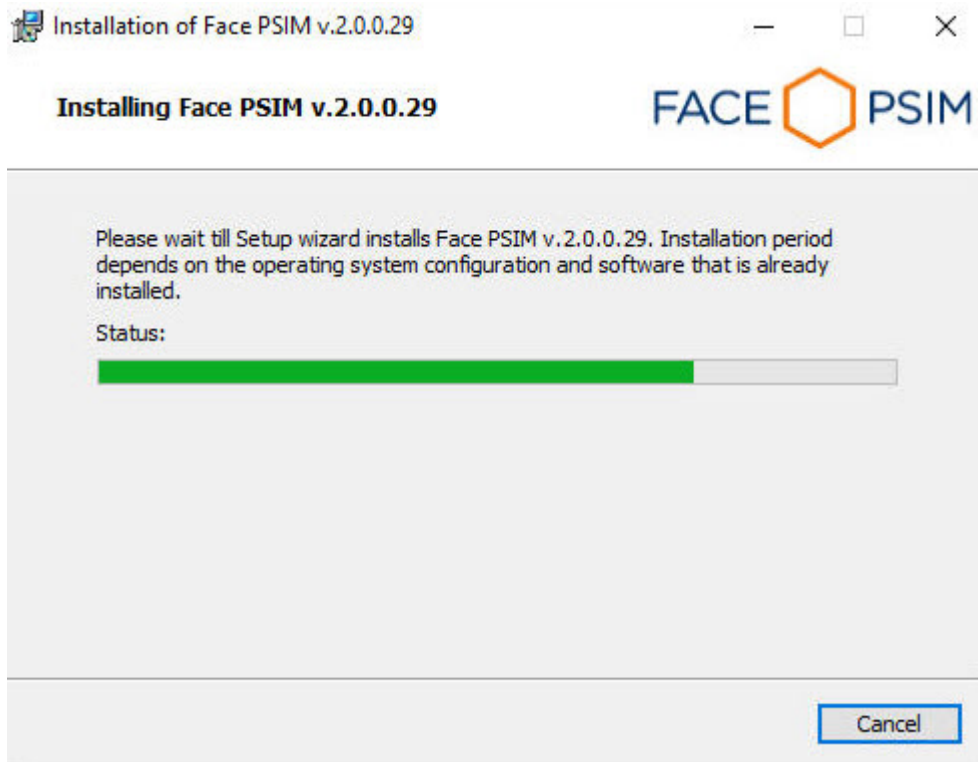 Installation of Face PSIM v.2.0.0.29
Installing Face PSIM v.2.0.0.29
FACE PSIM
Please wait till Setup wizard installs Face PSIM v.2.0.0.29. Installation period
depends on the operating system configuration and software that is already
installed.
Status:
Cancel